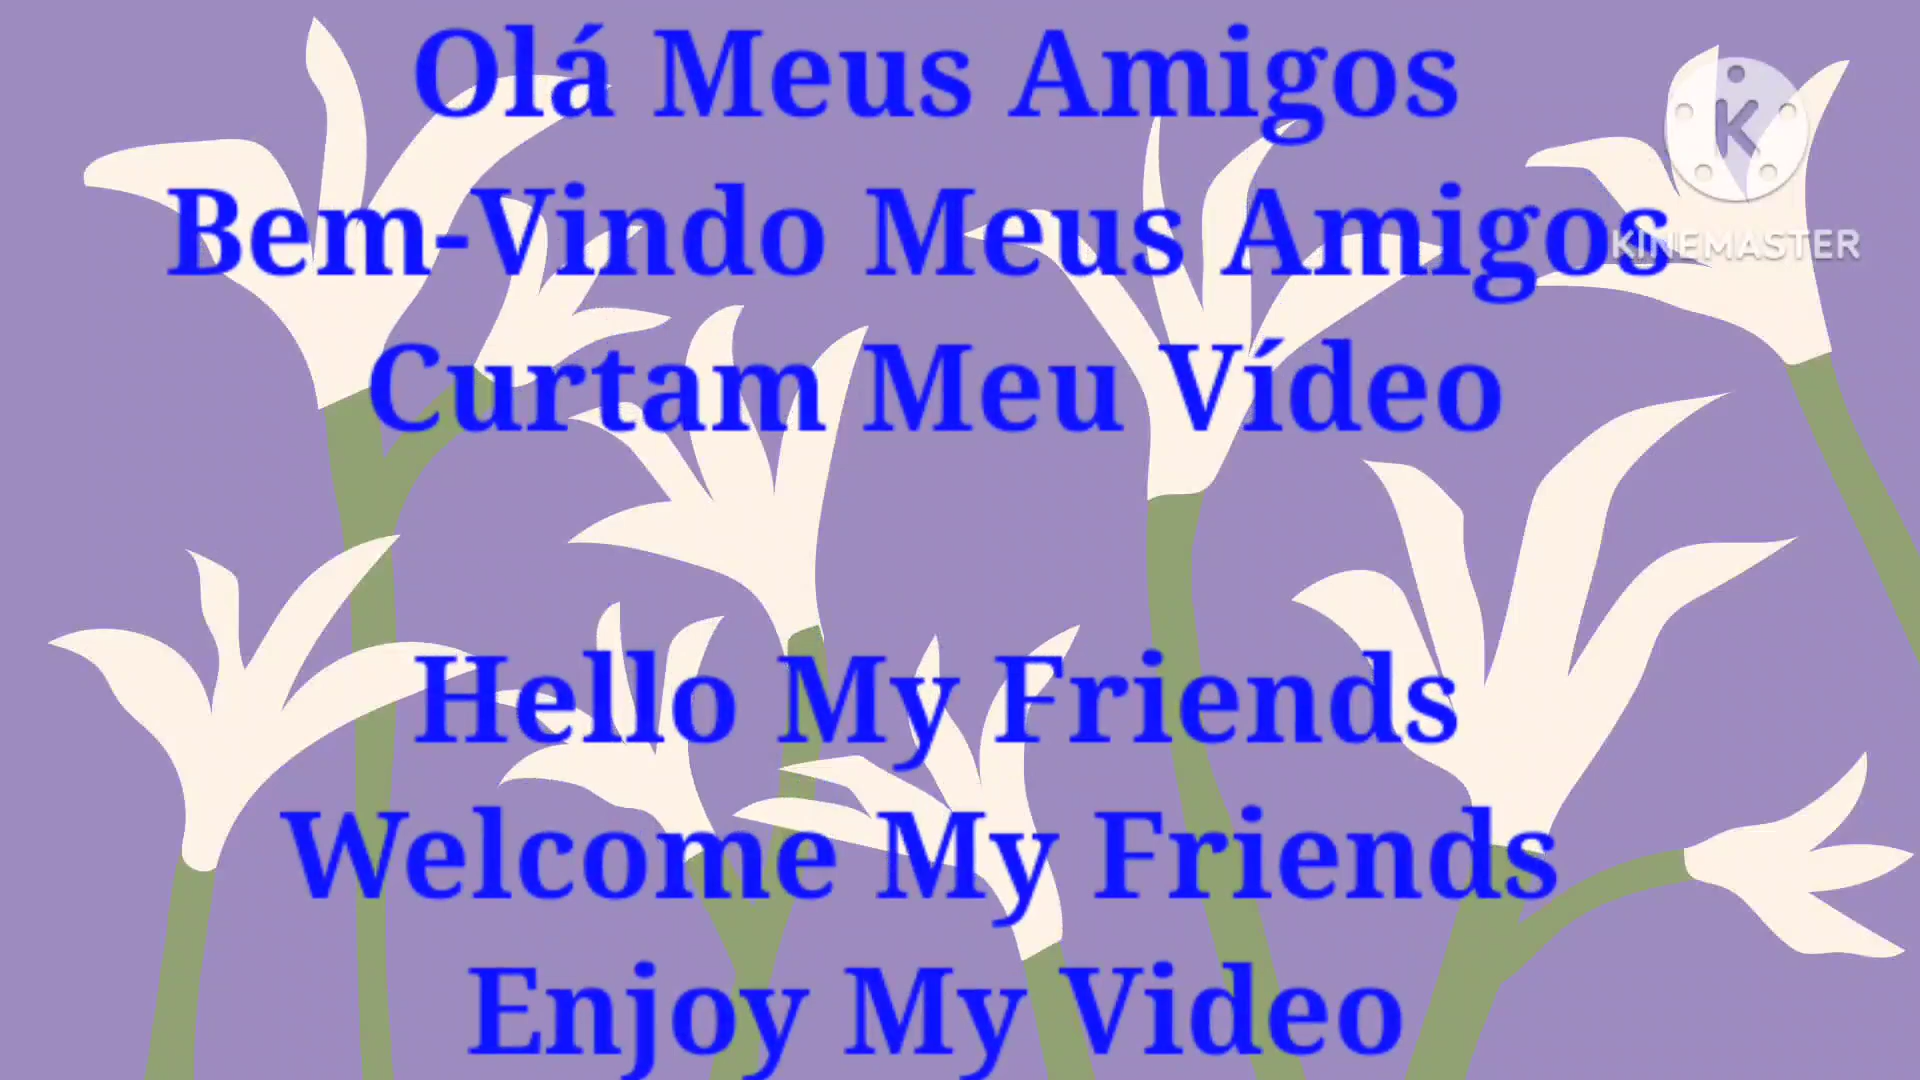 Olá Meus Amigos
Bem-Vindo Meus Amigos
KINEMASTER
Curtam Meu Vídeo
Hello My Friends
Welcome My Friends
Enjoy My Video